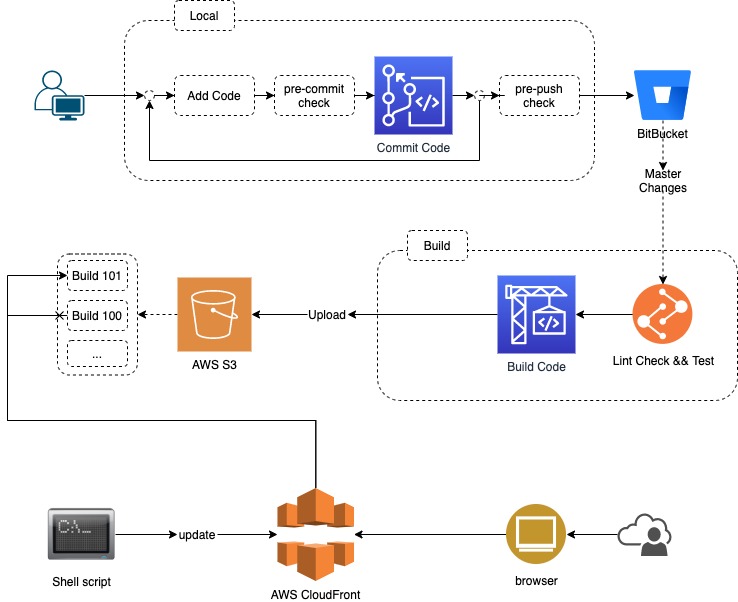 Local
Add Code
pre-commit
check
Commit Code
pre-push
check
BitBucket
Master
Changes
Build
Build 101
Build 100
...
AWS S3
Upload
Build Code
Lint Check && Test
C:\_
update
Shell script
AWS CloudFront
browser